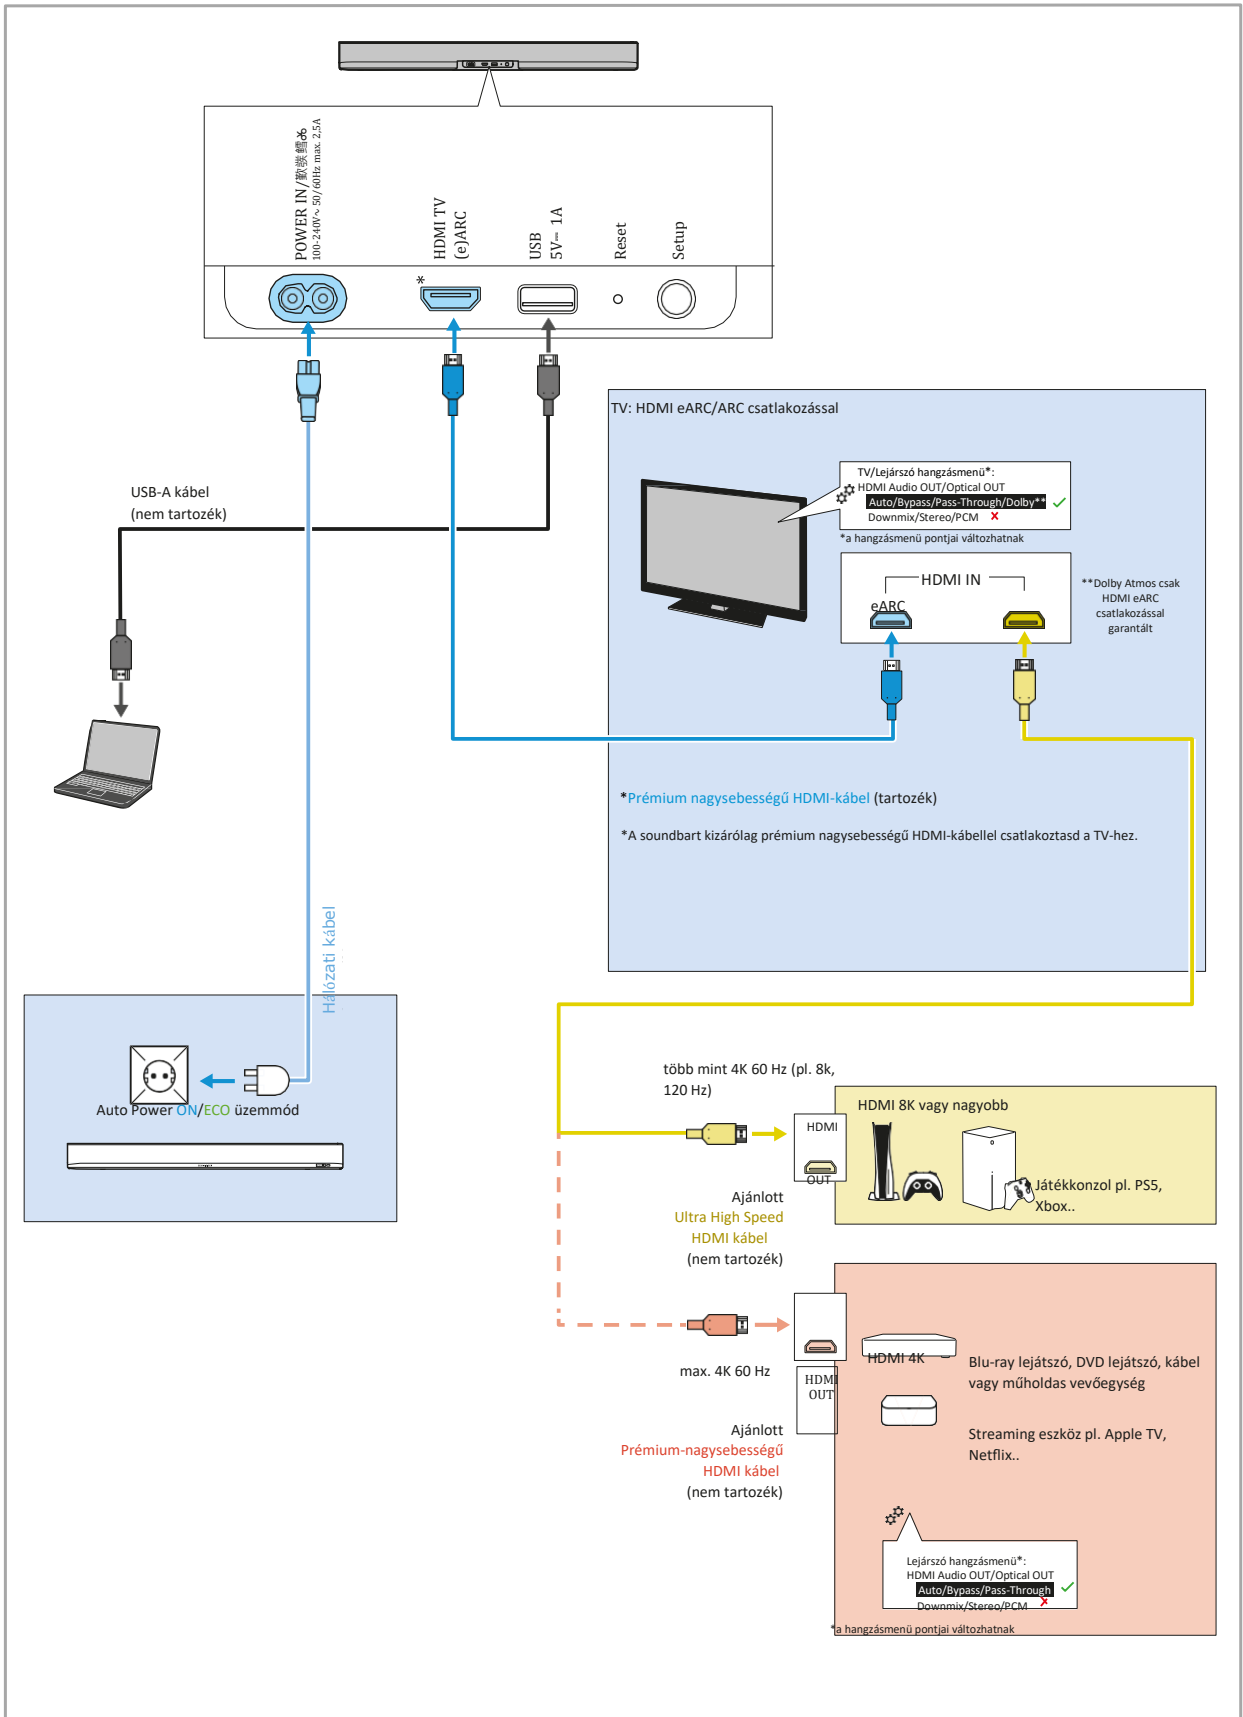 POWER IN/
100-240V~ 50/60Hz max. 2,5A
HDMI TV
(e)ARC
USB
5V⎓ 1A
Reset
Setup
*
USB-A kábel
(nem tartozék)
TV: HDMI eARC/ARC csatlakozással
TV/Lejárszó hangzásmenü*:
HDMI Audio OUT/Optical OUT
Auto/Bypass/Pass-Through/Dolby**
Downmix/Stereo/PCM
*a hangzásmenü pontjai változhatnak
HDMI IN
eARC
**Dolby Atmos csak
HDMI eARC
csatlakozással
garantált
*Prémium nagysebességű HDMI-kábel (tartozék)
*A soundbart kizárólag prémium nagysebességű HDMI-kábellel csatlakoztasd a TV-hez.
Hálózati kábel
Auto Power ON/ECO üzemmód
több mint 4K 60 Hz (pl. 8k,
120 Hz)
HDMI
OUT
HDMI 8K vagy nagyobb
Játékkonzol pl. PS5,
Xbox..
Ajánlott
Ultra High Speed
HDMI kábel
(nem tartozék)
max. 4K 60 Hz
HDMI
OUT
HDMI 4K
Blu-ray lejátszó, DVD lejátszó, kábel
vagy műholdas vevőegység
Ajánlott
Prémium-nagysebességű
HDMI kábel
(nem tartozék)
Streaming eszköz pl. Apple TV,
Netflix..
Lejárszó hangzásmenü*:
HDMI Audio OUT/Optical OUT
Auto/Bypass/Pass-Through
Downmix/Stereo/PCM
*a hangzásmenü pontjai változhatnak